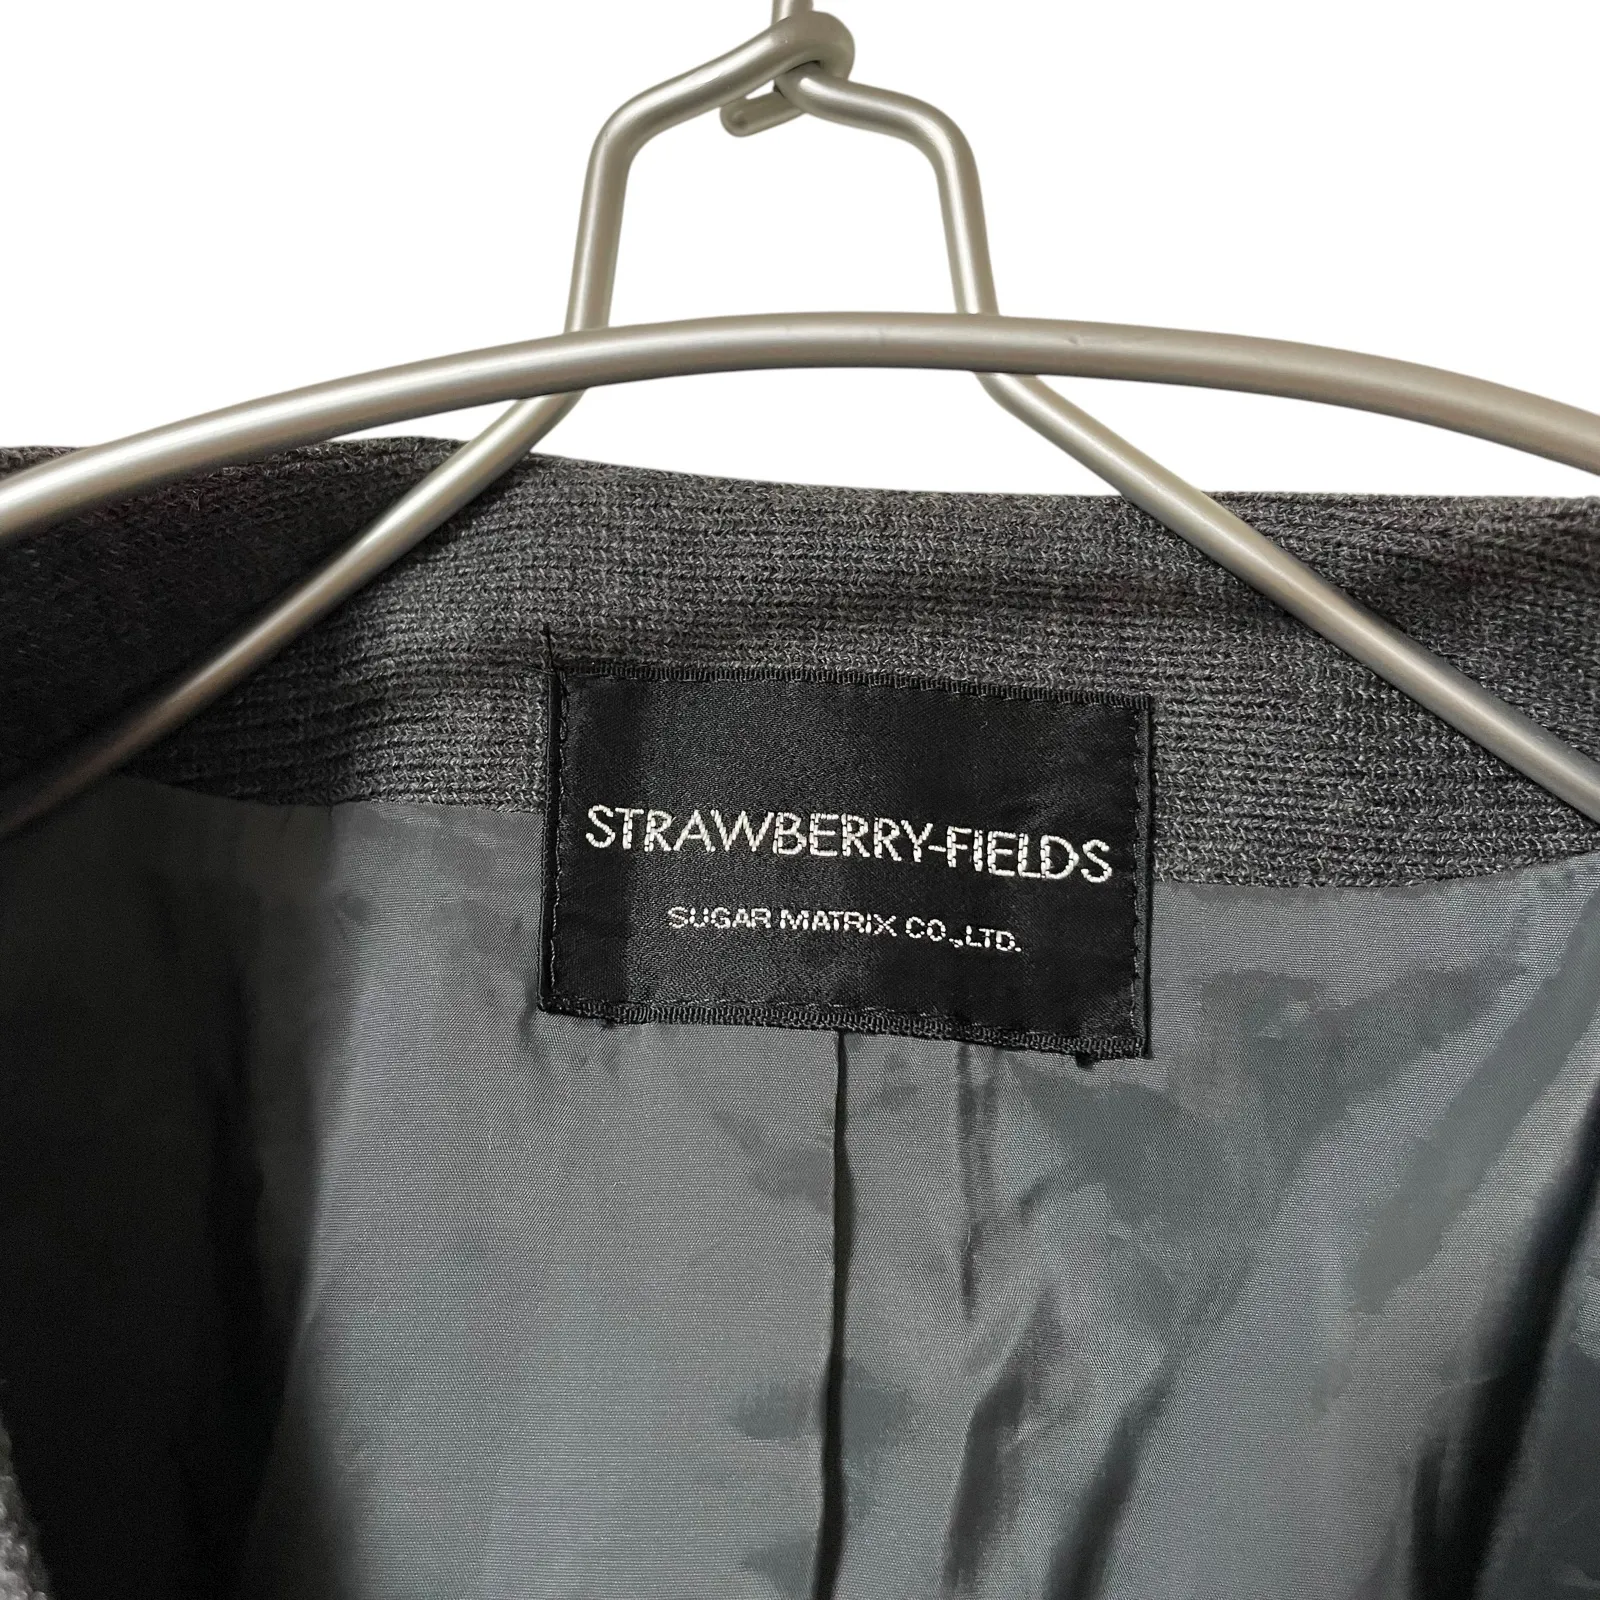 STRAWBERRY-FIELDS
SUGAR MATRIX CO.,LTD.